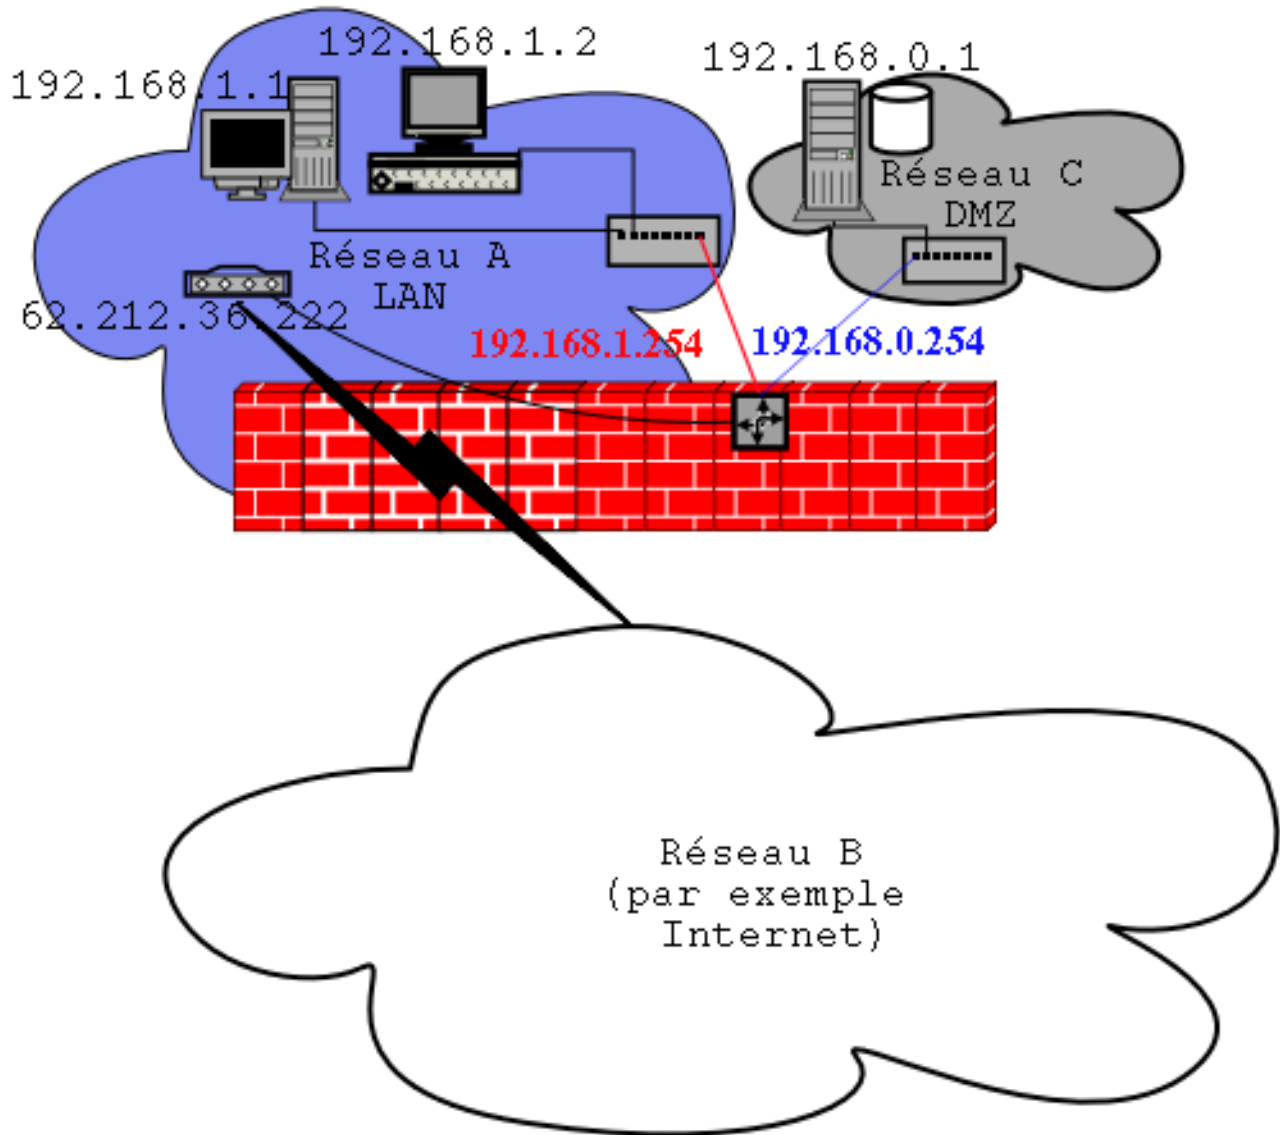 192.168.1.2
192.168.0.1
192.168.1.1
Réseau C
DMZ
Réseau A
LAN
62.212.36.222
192.168.1.254
192.168.0.254
Réseau B
(par exemple
Internet)